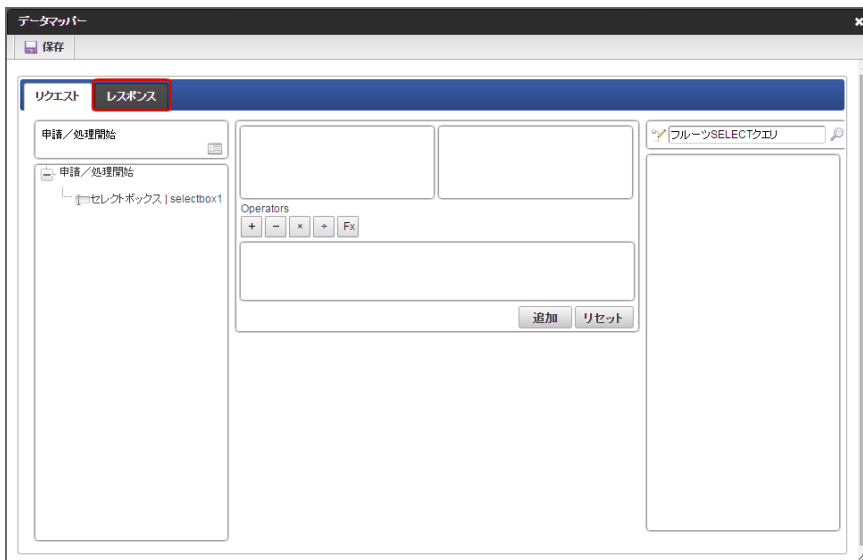 データマッパー
保存
リクエスト レスポンス
申請/処理開始
申請/処理開始
セレクトボックス | selectbox1
Operators
+ − × ÷ Fx
追加 リセット
フルーツSELECTクエリ